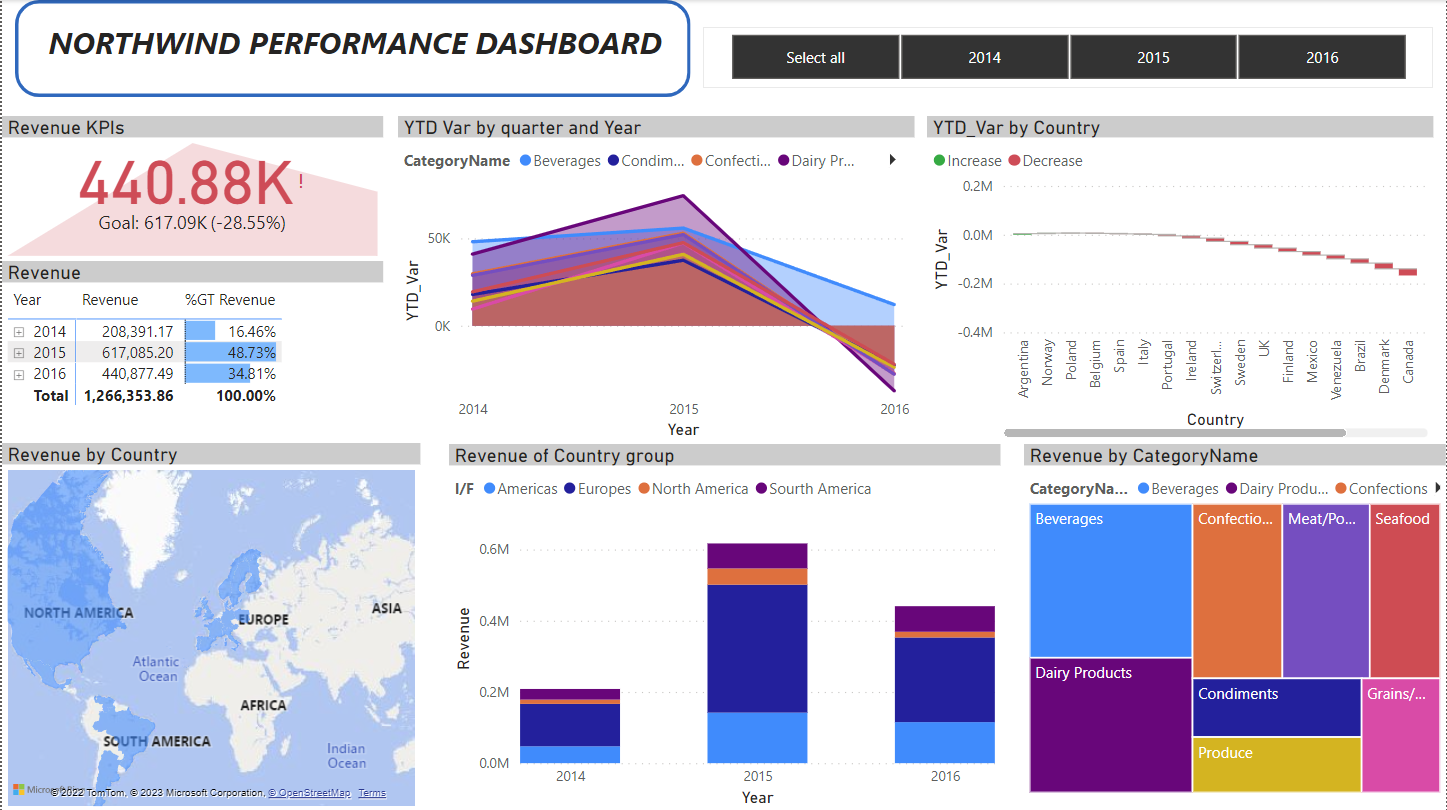 NORTHWIND PERFORMANCE DASHBOARD
Select all 2014 2015 2016
Revenue KPIs
440.88K !
Goal: 617.09K (-28.55%)
Revenue
Year Revenue %GT Revenue
2014 208,391.17 16.46%
2015 617,085.20 48.73%
2016 440,877.49 34.81%
Total 1,266,353.86 100.00%
YTD Var by quarter and Year
CategoryName Beverages Condim... Confecti... Dairy Pr...
YTD_Var
50K
0K
2014 2015 2016
Year
YTD_Var by Country
Increase Decrease
YTD_Var
0.2M
0.0M
-0.2M
-0.4M
Argentina Norway Poland Belgium Spain Italy Portugal Ireland Switzerl... Sweden UK Finland Mexico Venezuela Brazil Denmark Canada
Country
Revenue by Country
NORTH AMERICA
EUROPE
ASIA
Atlantic
Ocean
AFRICA
SOUTH AMERICA
Indian
Ocean
© 2022 TomTom, © 2023 Microsoft Corporation, © OpenStreetMap Terms
Revenue of Country group
I/F Americas Europes North America Sourth America
Revenue
0.6M
0.4M
0.2M
0.0M
2014 2015 2016
Year
Revenue by CategoryName
CategoryNa... Beverages Dairy Produ... Confections
Beverages
Confectio...
Meat/Po...
Seafood
Dairy Products
Condiments
Grains/...
Produce